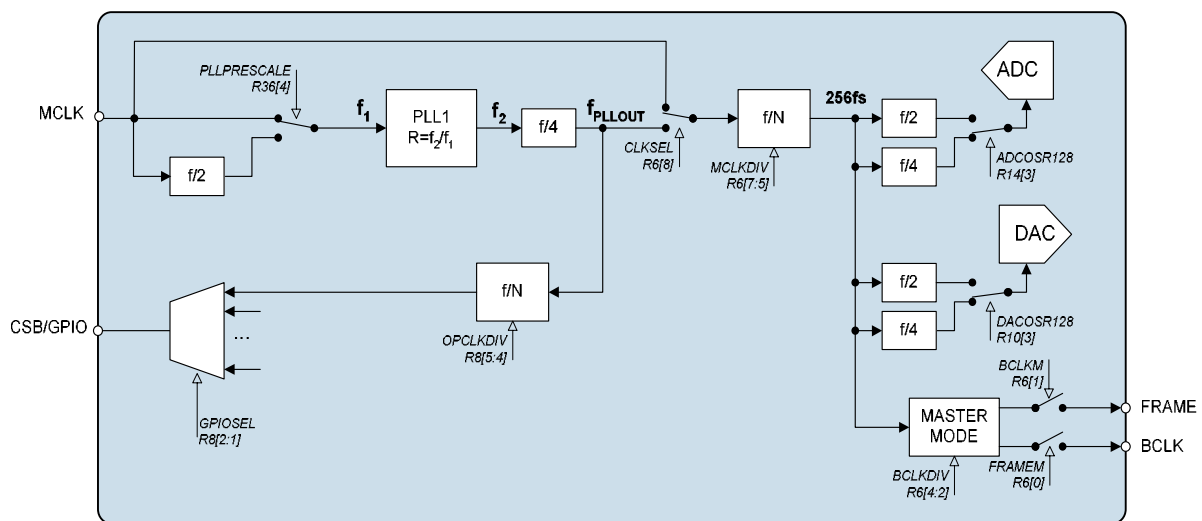 PLLPRESCALE
R36[4]
MCLK
f/2
f1
PLL1
R=f2/f1
f2
f/4
fPLLOUT
CLKSEL
R6[8]
f/N
MCLKDIV
R6[7:5]
256fs
f/2
f/4
ADC
ADCOSR128
R14[3]
DAC
f/2
f/4
DACOSR128
R10[3]
CSB/GPIO
...
GPIOSEL
R8[2:1]
f/N
OPCLKDIV
R8[5:4]
BCLKM
R6[1]
MASTER
MODE
BCLKDIV
R6[4:2]
FRAMEM
R6[0]
FRAME
BCLK